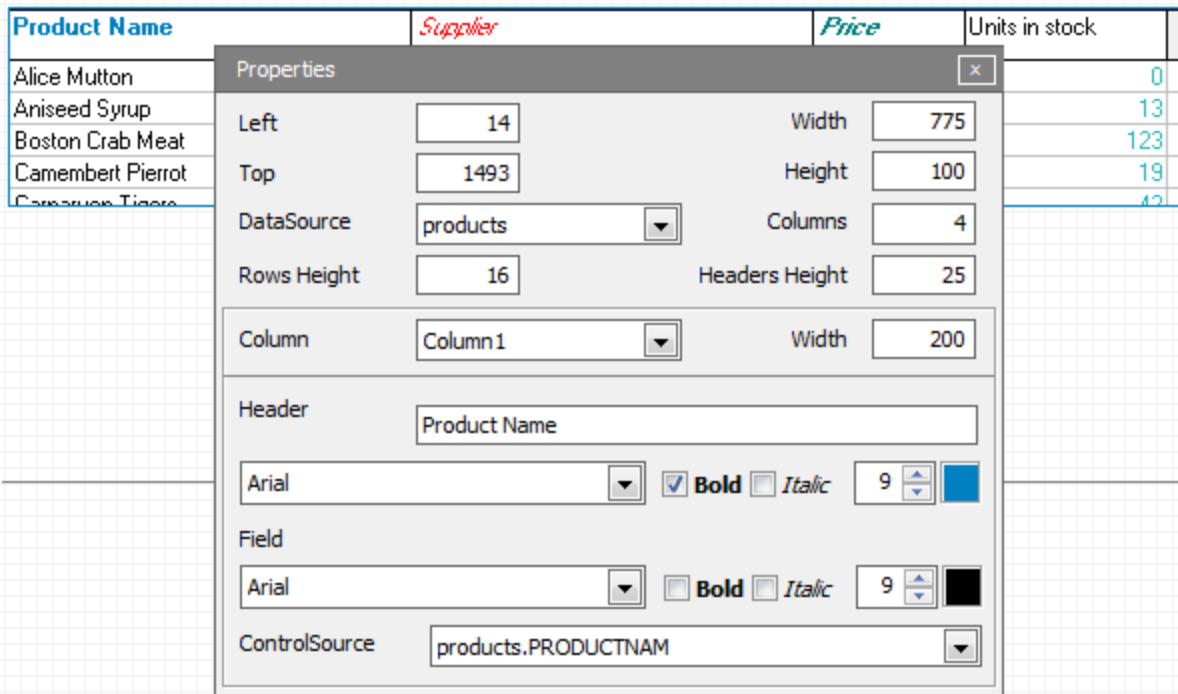 Product Name Supplier Price Units in stock
Properties x
Alice Mutton 0
Left 14 Width 775
Aniseed Syrup 13
Boston Crab Meat 123
Top 1493 Height 100
Camembert Pierrot 19
DataSource products Columns 4
Rows Height 16 Headers Height 25
Column Column1 Width 200
Header Product Name
Arial Bold Italic 9
Field
Arial Bold Italic 9
ControlSource products.PRODUCTNAM